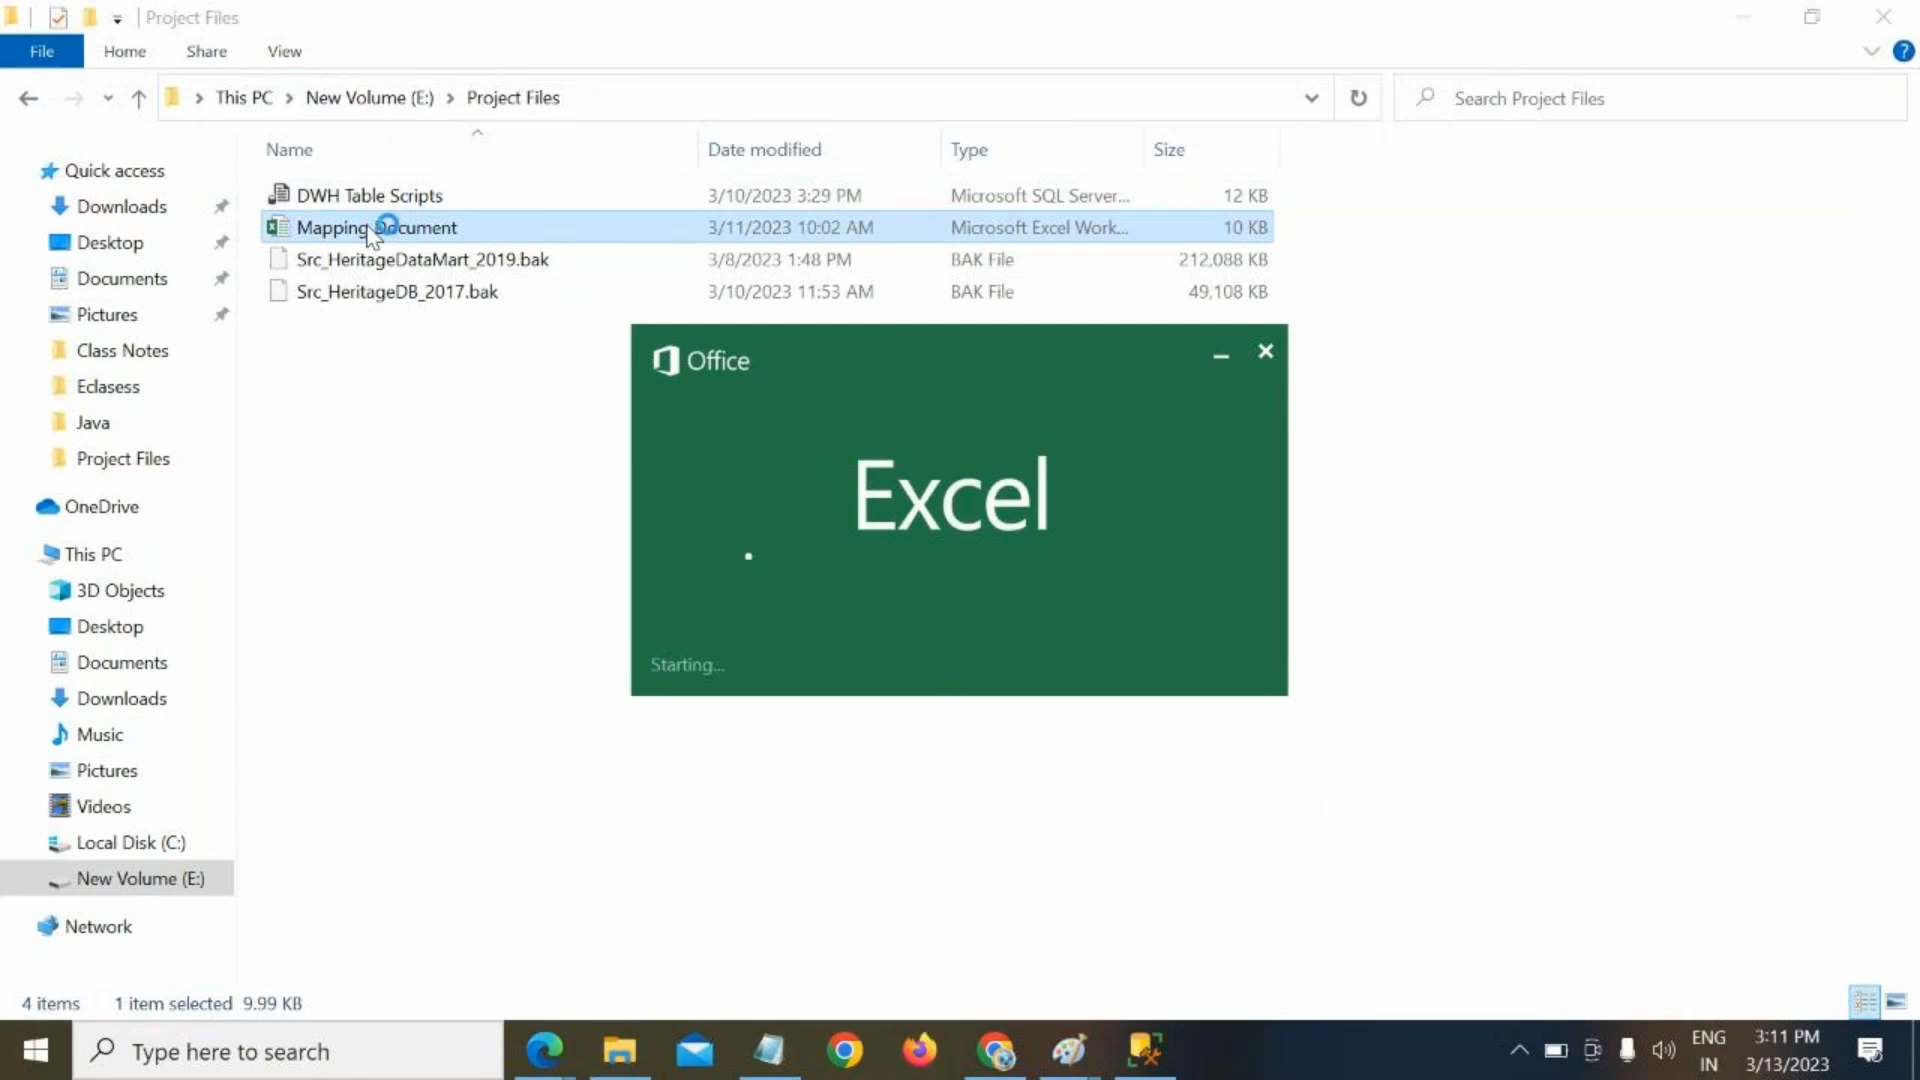 Project Files
File Home Share View
This PC New Volume (E:) Project Files
Search Project Files
Name Date modified Type Size
Quick access
Downloads
Desktop
Documents
Pictures
Class Notes
Eclasess
Java
Project Files
OneDrive
This PC
3D Objects
Desktop
Documents
Downloads
Music
Pictures
Videos
Local Disk (C:)
New Volume (E:)
Network
DWH Table Scripts 3/10/2023 3:29 PM Microsoft SQL Server... 12 KB
Mapping Document 3/11/2023 10:02 AM Microsoft Excel Work... 10 KB
Src_HeritageDataMart_2019.bak 3/8/2023 1:48 PM BAK File 212,088 KB
Src_HeritageDB_2017.bak 3/10/2023 11:53 AM BAK File 49,108 KB
Office
Excel
Starting...
4 items 1 item selected 9.99 KB
Type here to search
ENG
IN
3:11 PM
3/13/2023